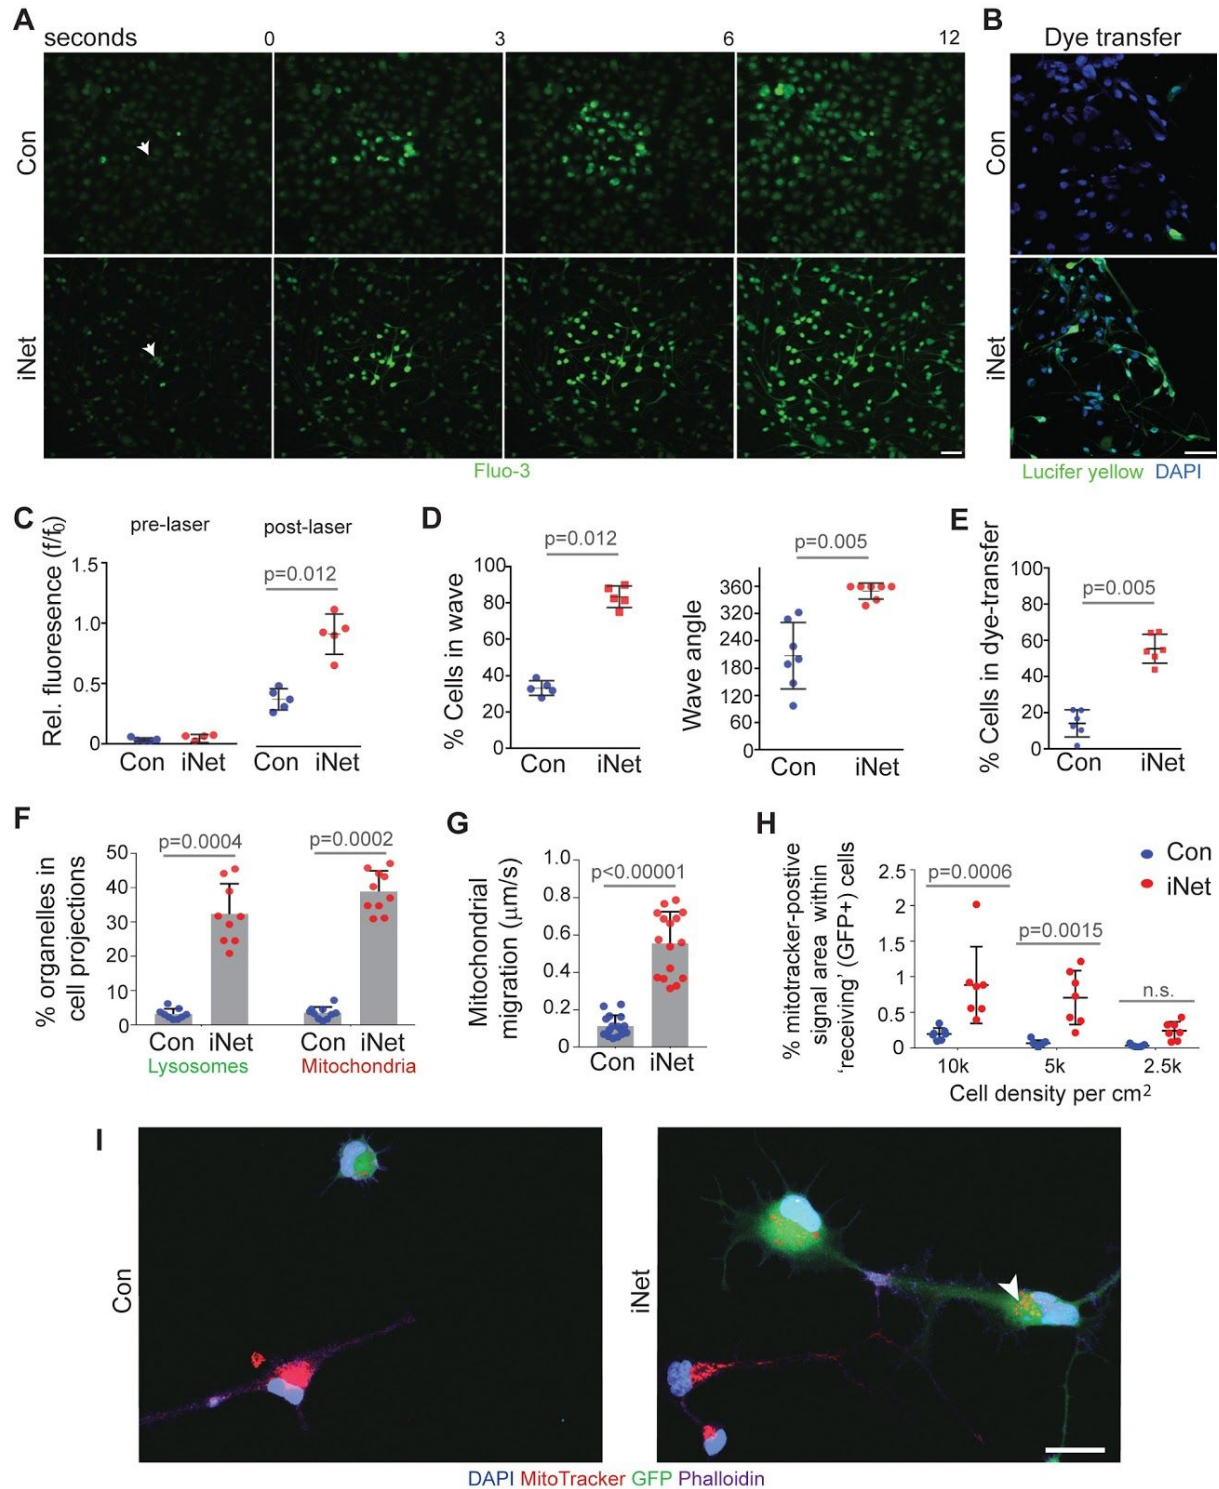 A
seconds 0 3 6 12
B
Dye transfer
Con
iNet
Fluo-3
Con
iNet
Lucifer yellow DAPI
C
pre-laser post-laser
Rel. fluoresence (f/f0)
p=0.012
1.5
1.0
0.5
0
Con iNet Con iNet
D
% Cells in wave
p=0.012
100
80
60
40
20
0
Con iNet
Wave angle
p=0.005
360
320
240
180
120
60
0
Con iNet
E
% Cells in dye-transfer
100
80
60
40
20
0
p=0.005
Con iNet
F
% organelles in
cell projections
p=0.0004 p=0.0002
50
40
30
20
10
0
Con iNet Con iNet
Lysosomes Mitochondria
G
Mitochondrial
migration (μm/s)
1.0
0.8
0.6
0.4
0.2
0
p<0.00001
Con iNet
H
% mitotracker-postive
signal area within
‘receiving’ (GFP+) cells
Con
iNet
2.5
2
1.5
1
0.5
0
p=0.0006
p=0.0015
n.s.
10k 5k 2.5k
Cell density per cm2
I
Con
iNet
DAPI MitoTracker GFP Phalloidin